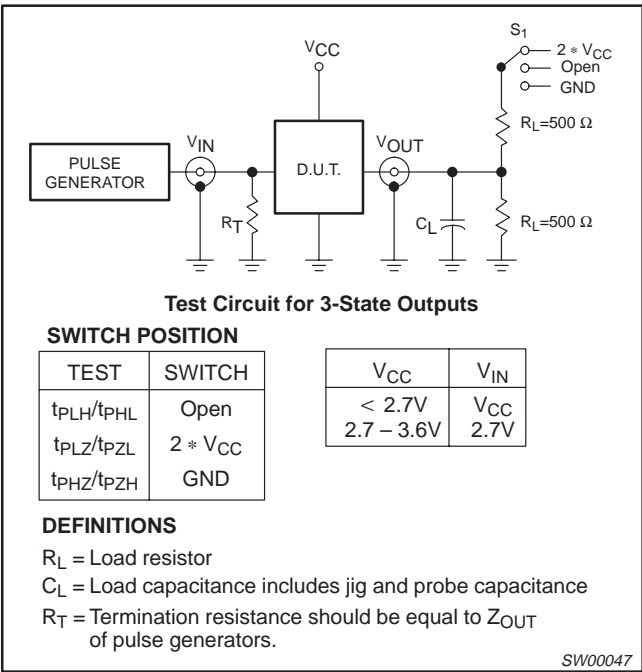 S1
2 * VCC
Open
GND
VCC
RL=500 Ω
VIN
VOUT
PULSE
GENERATOR
D.U.T.
RT
CL
RL=500 Ω
Test Circuit for 3-State Outputs
SWITCH POSITION
TEST SWITCH
tPLH/tPHL Open
tPLZ/tPZL 2 * VCC
tPHZ/tPZH GND
VCC VIN
< 2.7V VCC
2.7 – 3.6V 2.7V
DEFINITIONS
RL = Load resistor
CL = Load capacitance includes jig and probe capacitance
RT = Termination resistance should be equal to ZOUT
of pulse generators.
SW00047